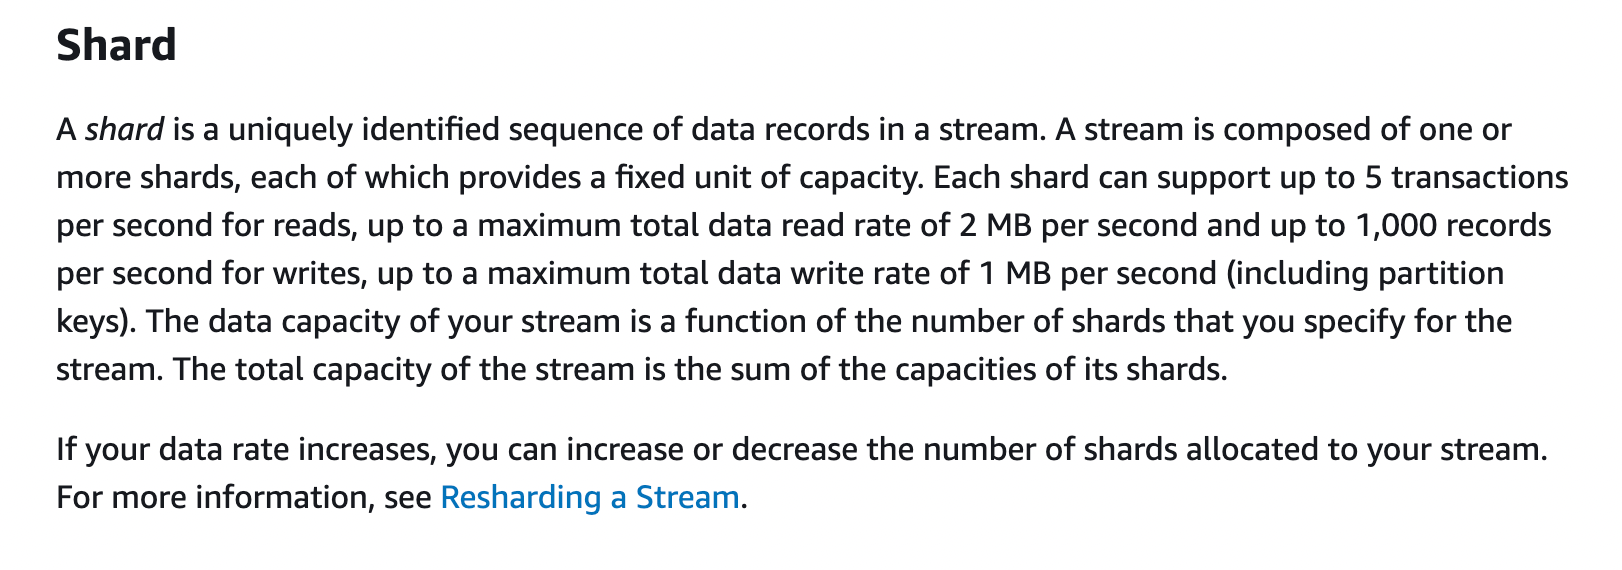 Shard
A shard is a uniquely identified sequence of data records in a stream. A stream is composed of one or
more shards, each of which provides a fixed unit of capacity. Each shard can support up to 5 transactions
per second for reads, up to a maximum total data read rate of 2 MB per second and up to 1,000 records
per second for writes, up to a maximum total data write rate of 1 MB per second (including partition
keys). The data capacity of your stream is a function of the number of shards that you specify for the
stream. The total capacity of the stream is the sum of the capacities of its shards.
If your data rate increases, you can increase or decrease the number of shards allocated to your stream.
For more information, see Resharding a Stream.